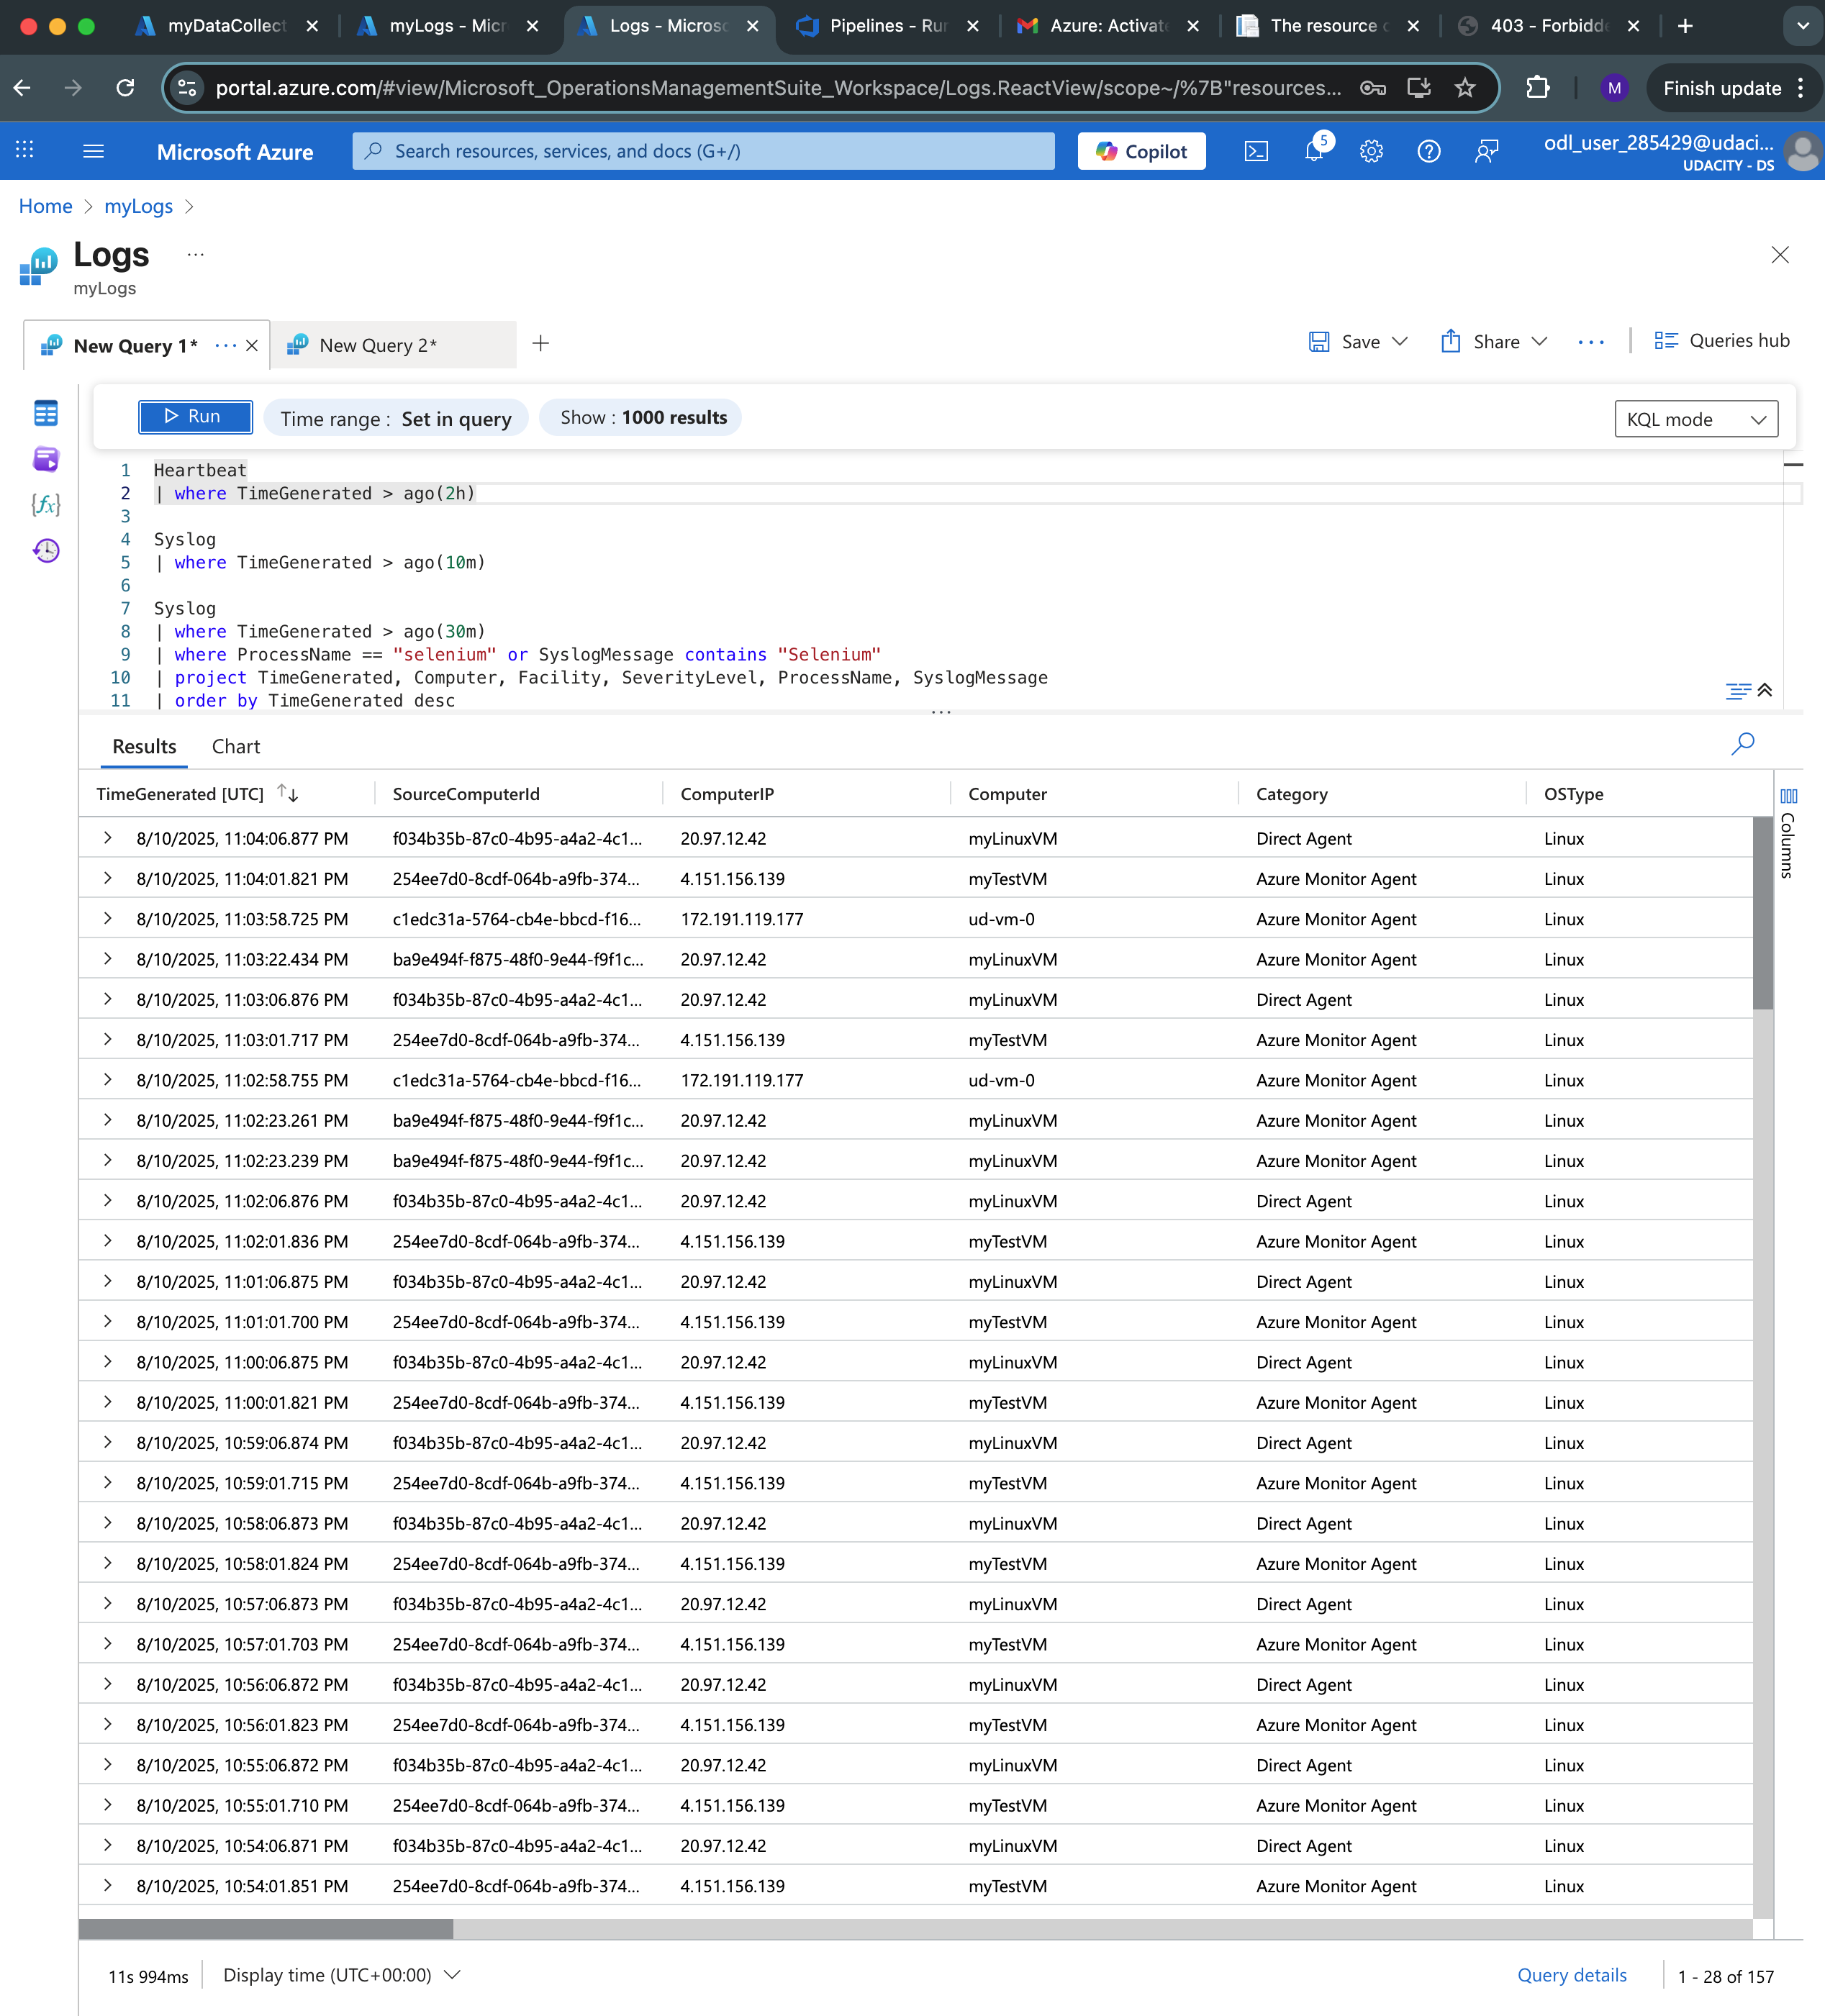 myDataCollect
myLogs - Micr
Logs - Micros
Pipelines - Run
Azure: Activate
The resource c
403 - Forbidde
portal.azure.com/#view/Microsoft_OperationsManagementSuite_Workspace/Logs.ReactView/scope~/%7B"resources...
M
Finish update
Microsoft Azure
Search resources, services, and docs (G+/)
Copilot
5
odl_user_285429@udaci...
UDACITY - DS
Home > myLogs >
Logs
...
myLogs
New Query 1* ...
New Query 2*
Save
Share
...
Queries hub
Run
Time range : Set in query
Show : 1000 results
KQL mode
1 Heartbeat
2 | where TimeGenerated > ago(2h)
3
4 Syslog
5 | where TimeGenerated > ago(10m)
6
7 Syslog
8 | where TimeGenerated > ago(30m)
9 | where ProcessName == "selenium" or SyslogMessage contains "Selenium"
10 | project TimeGenerated, Computer, Facility, SeverityLevel, ProcessName, SyslogMessage
11 | order by TimeGenerated desc
...
Results Chart
TimeGenerated [UTC] SourceComputerId ComputerIP Computer Category OSType
Columns
8/10/2025, 11:04:06.877 PM f034b35b-87c0-4b95-a4a2-4c1... 20.97.12.42 myLinuxVM Direct Agent Linux
8/10/2025, 11:04:01.821 PM 254ee7d0-8cdf-064b-a9fb-374... 4.151.156.139 myTestVM Azure Monitor Agent Linux
8/10/2025, 11:03:58.725 PM c1edc31a-5764-cb4e-bbcd-f16... 172.191.119.177 ud-vm-0 Azure Monitor Agent Linux
8/10/2025, 11:03:22.434 PM ba9e494f-f875-48f0-9e44-f9f1c... 20.97.12.42 myLinuxVM Azure Monitor Agent Linux
8/10/2025, 11:03:06.876 PM f034b35b-87c0-4b95-a4a2-4c1... 20.97.12.42 myLinuxVM Direct Agent Linux
8/10/2025, 11:03:01.717 PM 254ee7d0-8cdf-064b-a9fb-374... 4.151.156.139 myTestVM Azure Monitor Agent Linux
8/10/2025, 11:02:58.755 PM c1edc31a-5764-cb4e-bbcd-f16... 172.191.119.177 ud-vm-0 Azure Monitor Agent Linux
8/10/2025, 11:02:23.261 PM ba9e494f-f875-48f0-9e44-f9f1c... 20.97.12.42 myLinuxVM Azure Monitor Agent Linux
8/10/2025, 11:02:23.239 PM ba9e494f-f875-48f0-9e44-f9f1c... 20.97.12.42 myLinuxVM Azure Monitor Agent Linux
8/10/2025, 11:02:06.876 PM f034b35b-87c0-4b95-a4a2-4c1... 20.97.12.42 myLinuxVM Direct Agent Linux
8/10/2025, 11:02:01.836 PM 254ee7d0-8cdf-064b-a9fb-374... 4.151.156.139 myTestVM Azure Monitor Agent Linux
8/10/2025, 11:01:06.875 PM f034b35b-87c0-4b95-a4a2-4c1... 20.97.12.42 myLinuxVM Direct Agent Linux
8/10/2025, 11:01:01.700 PM 254ee7d0-8cdf-064b-a9fb-374... 4.151.156.139 myTestVM Azure Monitor Agent Linux
8/10/2025, 11:00:06.875 PM f034b35b-87c0-4b95-a4a2-4c1... 20.97.12.42 myLinuxVM Direct Agent Linux
8/10/2025, 11:00:01.821 PM 254ee7d0-8cdf-064b-a9fb-374... 4.151.156.139 myTestVM Azure Monitor Agent Linux
8/10/2025, 10:59:06.874 PM f034b35b-87c0-4b95-a4a2-4c1... 20.97.12.42 myLinuxVM Direct Agent Linux
8/10/2025, 10:59:01.715 PM 254ee7d0-8cdf-064b-a9fb-374... 4.151.156.139 myTestVM Azure Monitor Agent Linux
8/10/2025, 10:58:06.873 PM f034b35b-87c0-4b95-a4a2-4c1... 20.97.12.42 myLinuxVM Direct Agent Linux
8/10/2025, 10:58:01.824 PM 254ee7d0-8cdf-064b-a9fb-374... 4.151.156.139 myTestVM Azure Monitor Agent Linux
8/10/2025, 10:57:06.873 PM f034b35b-87c0-4b95-a4a2-4c1... 20.97.12.42 myLinuxVM Direct Agent Linux
8/10/2025, 10:57:01.703 PM 254ee7d0-8cdf-064b-a9fb-374... 4.151.156.139 myTestVM Azure Monitor Agent Linux
8/10/2025, 10:56:06.872 PM f034b35b-87c0-4b95-a4a2-4c1... 20.97.12.42 myLinuxVM Direct Agent Linux
8/10/2025, 10:56:01.823 PM 254ee7d0-8cdf-064b-a9fb-374... 4.151.156.139 myTestVM Azure Monitor Agent Linux
8/10/2025, 10:55:06.872 PM f034b35b-87c0-4b95-a4a2-4c1... 20.97.12.42 myLinuxVM Direct Agent Linux
8/10/2025, 10:55:01.710 PM 254ee7d0-8cdf-064b-a9fb-374... 4.151.156.139 myTestVM Azure Monitor Agent Linux
8/10/2025, 10:54:06.871 PM f034b35b-87c0-4b95-a4a2-4c1... 20.97.12.42 myLinuxVM Direct Agent Linux
8/10/2025, 10:54:01.851 PM 254ee7d0-8cdf-064b-a9fb-374... 4.151.156.139 myTestVM Azure Monitor Agent Linux
11s 994ms Display time (UTC+00:00) Query details 1 - 28 of 157